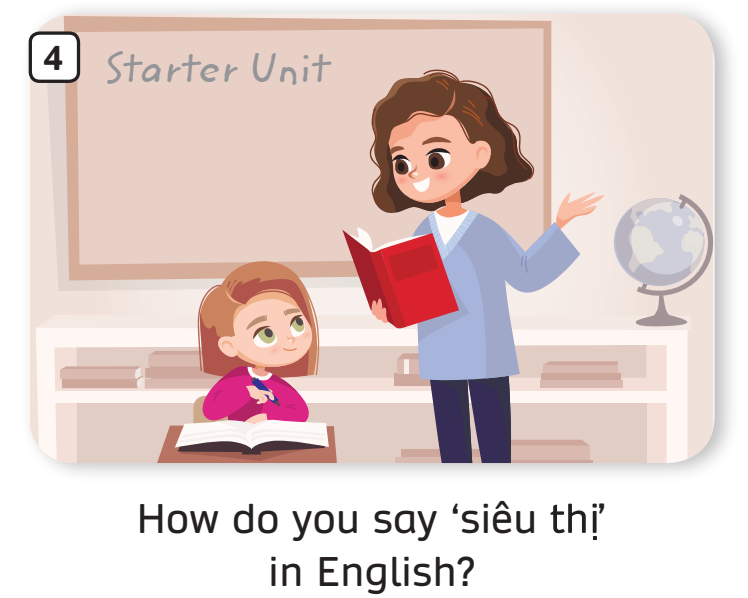 4
Starter Unit
How do you say ‘siêu thị’
in English?